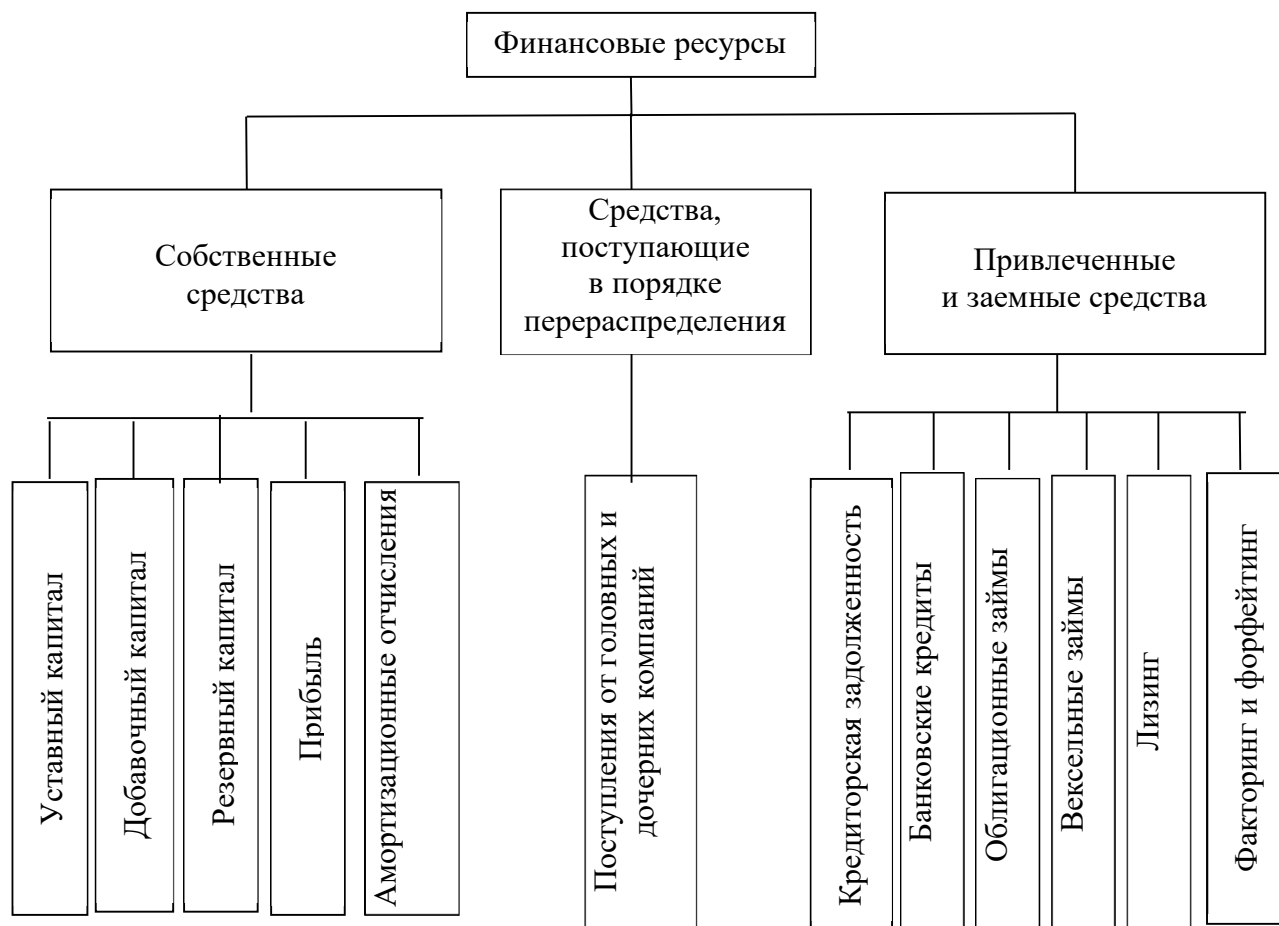 Финансовые ресурсы
Собственные
средства
Средства,
поступающие
в порядке
перераспределения
Привлеченные
и заемные средства
Уставный капитал
Добавочный капитал
Резервный капитал
Прибыль
Амортизационные отчисления
Поступления от головных и
дочерних компаний
Кредиторская задолженность
Банковские кредиты
Облигационные займы
Вексельные займы
Лизинг
Факторинг и форфейтинг